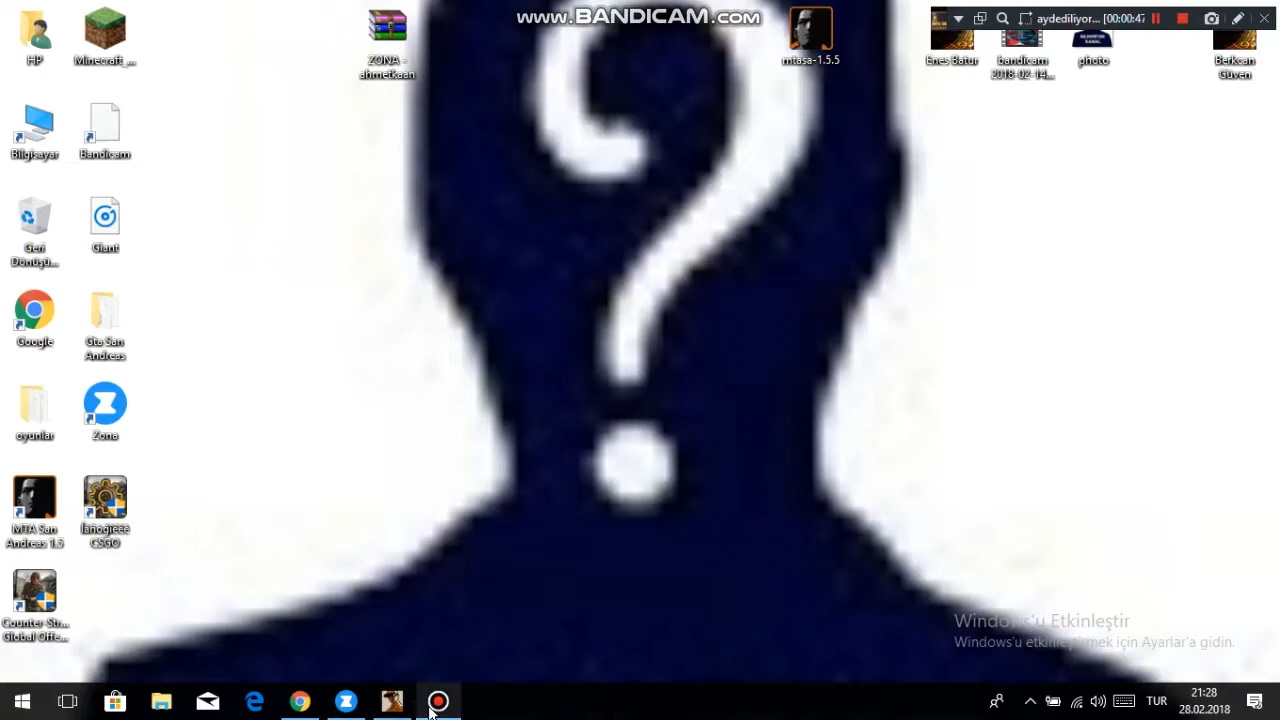 www.BANDICAM.com
aydediliyor... [00:00:47]
HP
Minecraft_...
ZONA -
ahmetkaan
mtasa-1.5.5
Enes Batur
bandicam
2018-02-14...
photo
Berkcan
Güven
Bilgisayar
Bandicam
Geri
Dönüşü...
Giant
Google
Gta San
Andreas
oyunlar
Zona
MTA San
Andreas 1.5
CSGO
Counter-Str...
Global Offe...
Windows'u Etkinleştir
Windows'u etkinleştirmek için Ayarlar'a gidin.
TUR
21:28
28.02.2018